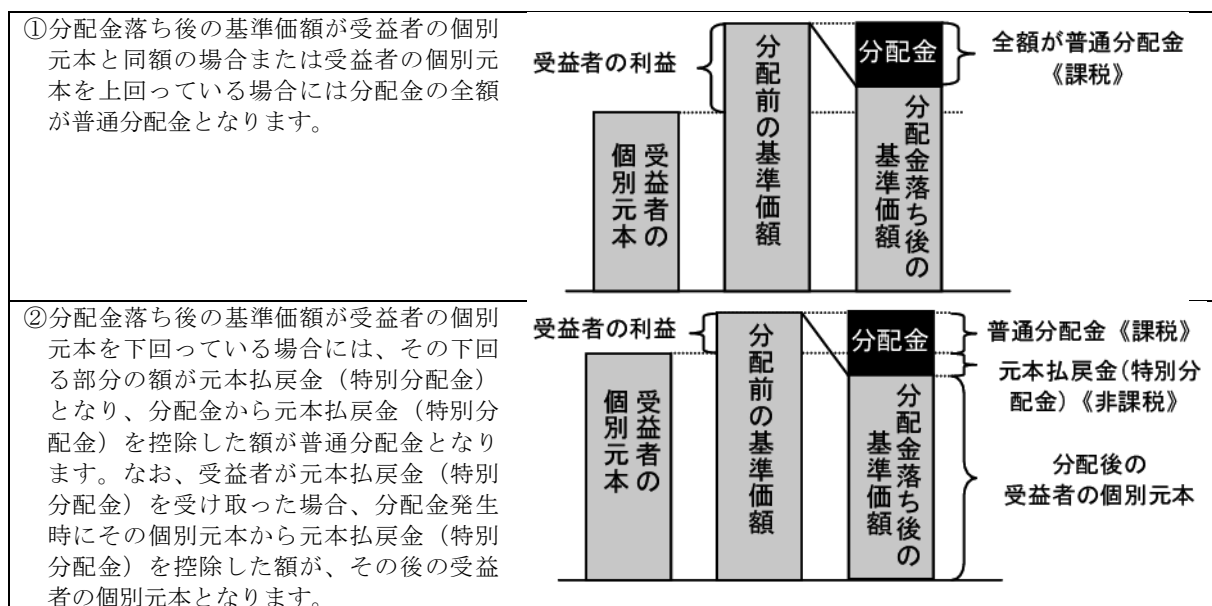 ①分配金落ち後の基準価額が受益者の個別
元本と同額の場合または受益者の個別元
本を上回っている場合には分配金の全額
が普通分配金となります。
受益者の利益
受益者の
個別元本
分配前の基準価額
分配金
分配金落ち後の
基準価額
全額が普通分配金
《課税》
②分配金落ち後の基準価額が受益者の個別
元本を下回っている場合には、その下回
る部分の額が元本払戻金（特別分配金）
となり、分配金から元本払戻金（特別分
配金）を控除した額が普通分配金となり
ます。なお、受益者が元本払戻金（特別
分配金）を受け取った場合、分配金発生
時にその個別元本から元本払戻金（特別
分配金）を控除した額が、その後の受益
者の個別元本となります。
受益者の利益
受益者の
個別元本
分配前の基準価額
分配金
分配金落ち後の
基準価額
普通分配金《課税》
元本払戻金(特別分
配金)《非課税》
分配後の
受益者の個別元本